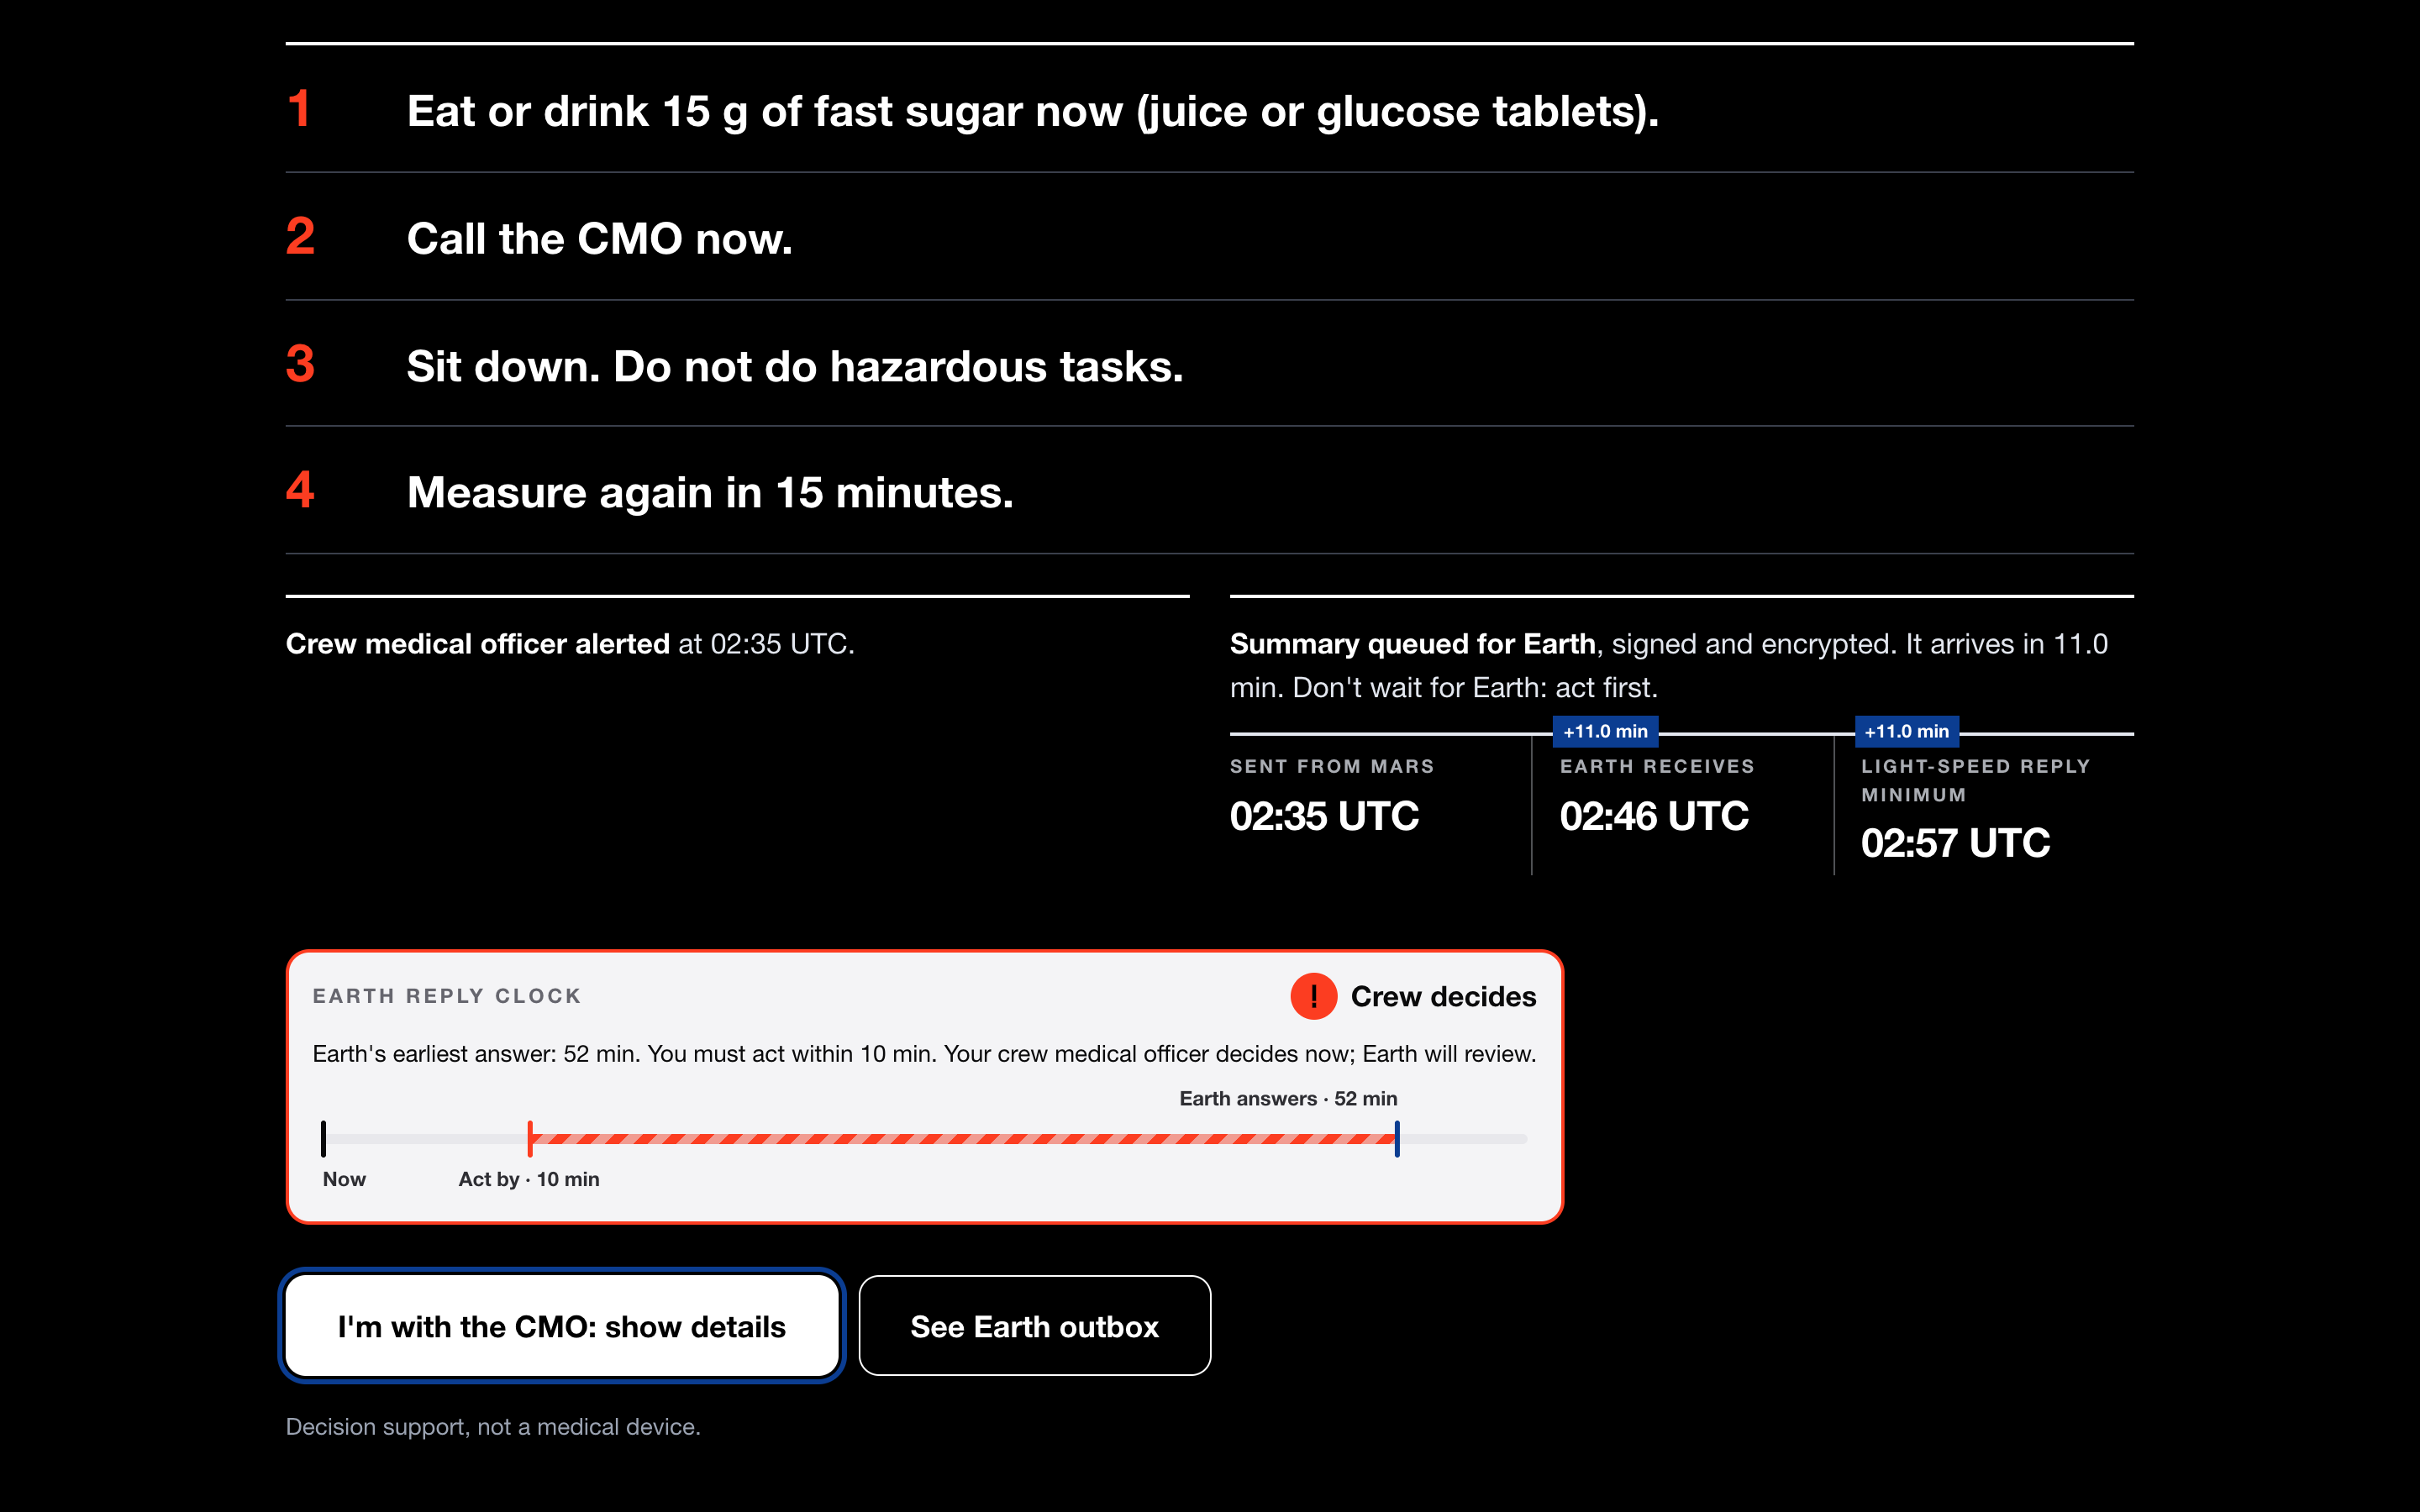 1 Eat or drink 15 g of fast sugar now (juice or glucose tablets).
2 Call the CMO now.
3 Sit down. Do not do hazardous tasks.
4 Measure again in 15 minutes.
Crew medical officer alerted at 02:35 UTC.
Summary queued for Earth, signed and encrypted. It arrives in 11.0
min. Don't wait for Earth: act first.
+11.0 min
+11.0 min
SENT FROM MARS
02:35 UTC
EARTH RECEIVES
02:46 UTC
LIGHT-SPEED REPLY
MINIMUM
02:57 UTC
EARTH REPLY CLOCK
! Crew decides
Earth's earliest answer: 52 min. You must act within 10 min. Your crew medical officer decides now; Earth will review.
Earth answers · 52 min
Now
Act by · 10 min
I'm with the CMO: show details
See Earth outbox
Decision support, not a medical device.